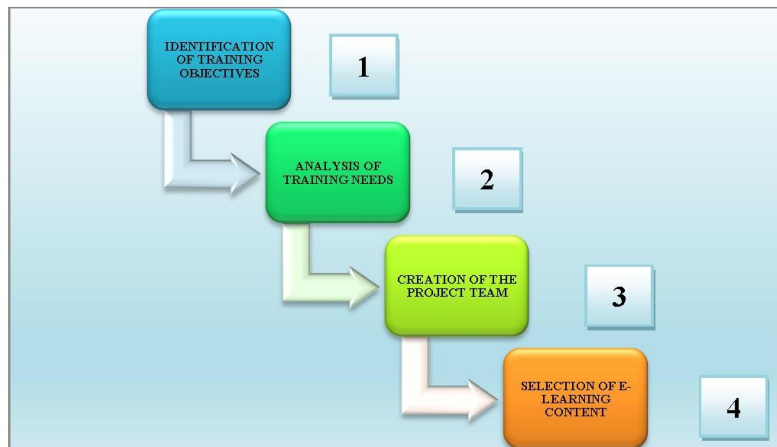 IDENTIFICATION
OF TRAINING
OBJECTIVES
1
ANALYSIS OF
TRAINING NEEDS
2
CREATION OF THE
PROJECT TEAM
3
SELECTION OF E-
LEARNING
CONTENT
4